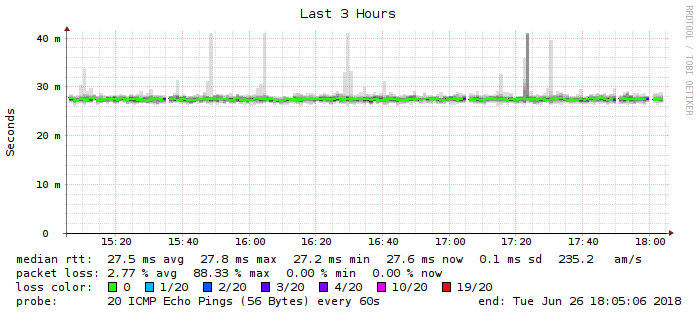 Last 3 Hours
RRDTOOL / TOBI OETIKER
Seconds
40 m
30 m
20 m
10 m
0
15:20 15:40 16:00 16:20 16:40 17:00 17:20 17:40 18:00
median rtt: 27.5 ms avg 27.8 ms max 27.2 ms min 27.6 ms now 0.1 ms sd 235.2 am/s
packet loss: 2.77 % avg 88.33 % max 0.00 % min 0.00 % now
loss color: 0 1/20 2/20 3/20 4/20 10/20 19/20
probe: 20 ICMP Echo Pings (56 Bytes) every 60s end: Tue Jun 26 18:05:06 2018